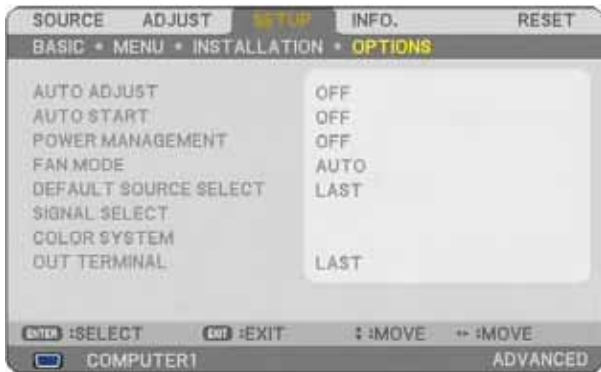 SOURCE ADJUST SETUP INFO. RESET
BASIC • MENU • INSTALLATION • OPTIONS
AUTO ADJUST OFF
AUTO START OFF
POWER MANAGEMENT OFF
FAN MODE AUTO
DEFAULT SOURCE SELECT LAST
SIGNAL SELECT
COLOR SYSTEM
OUT TERMINAL LAST
ENTER :SELECT EXIT :EXIT ↕ :MOVE ↔ :MOVE
COMPUTER1 ADVANCED